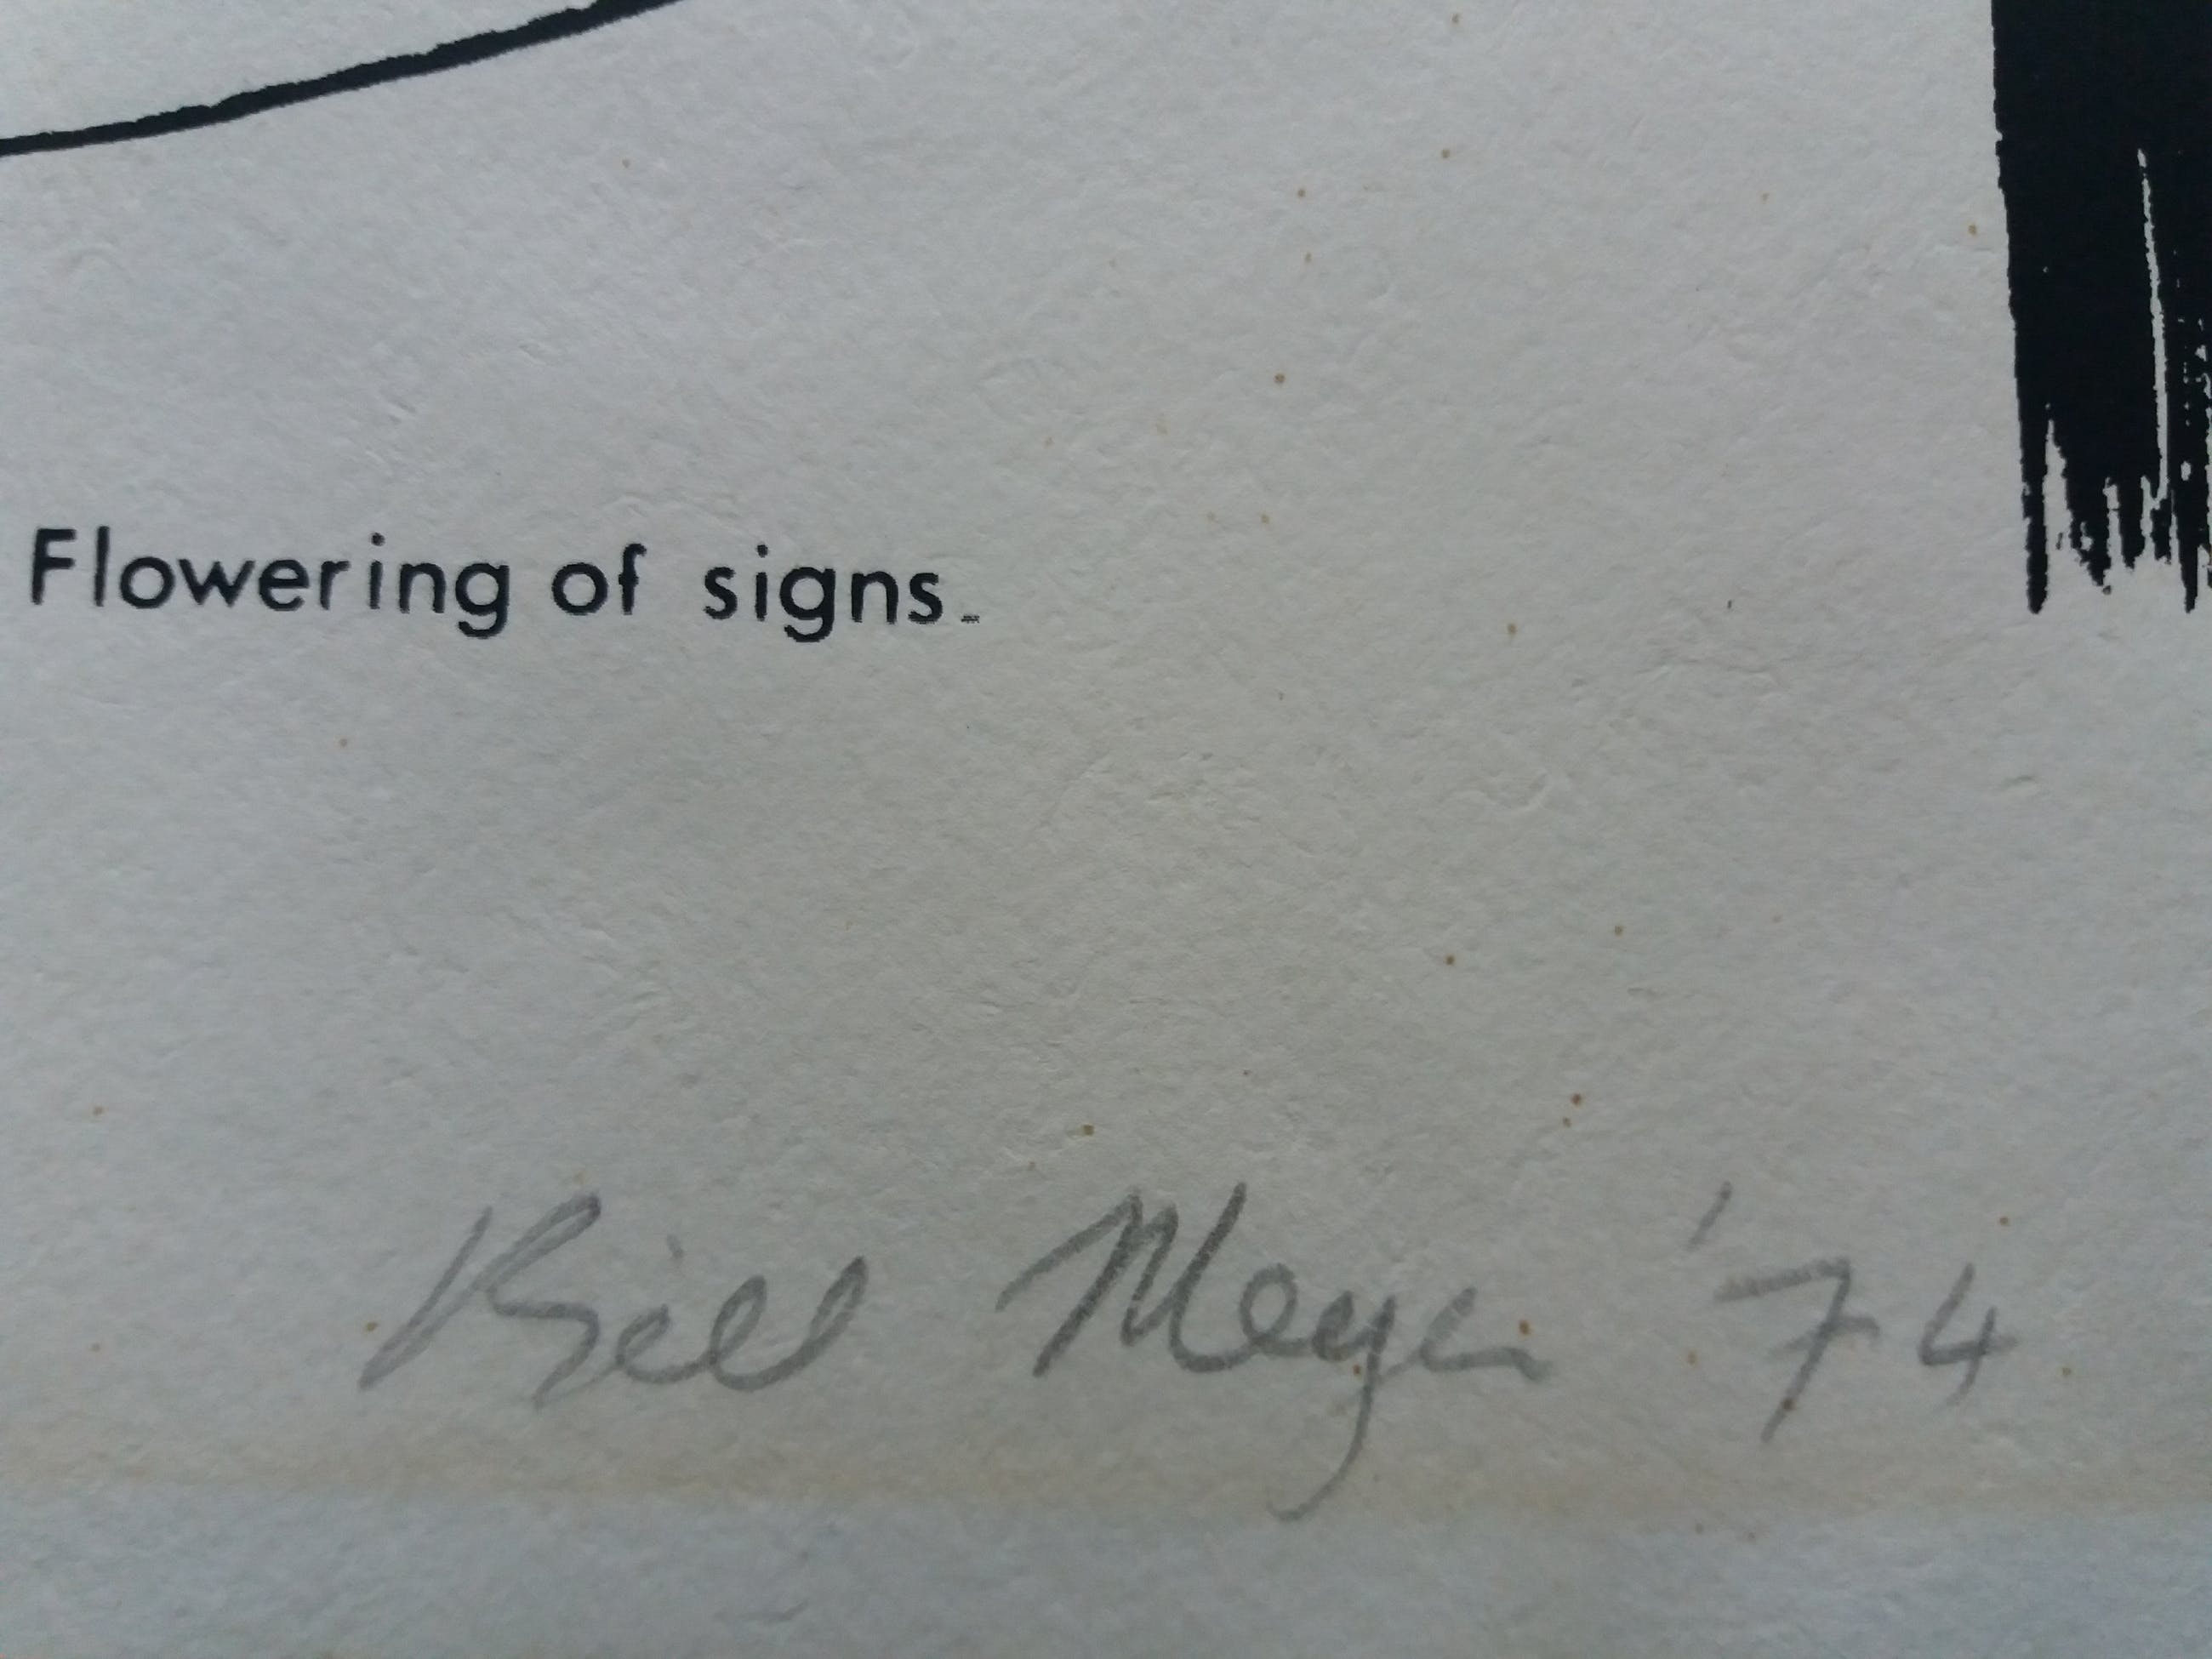 Flowering of signs.
Bill Meyer '74